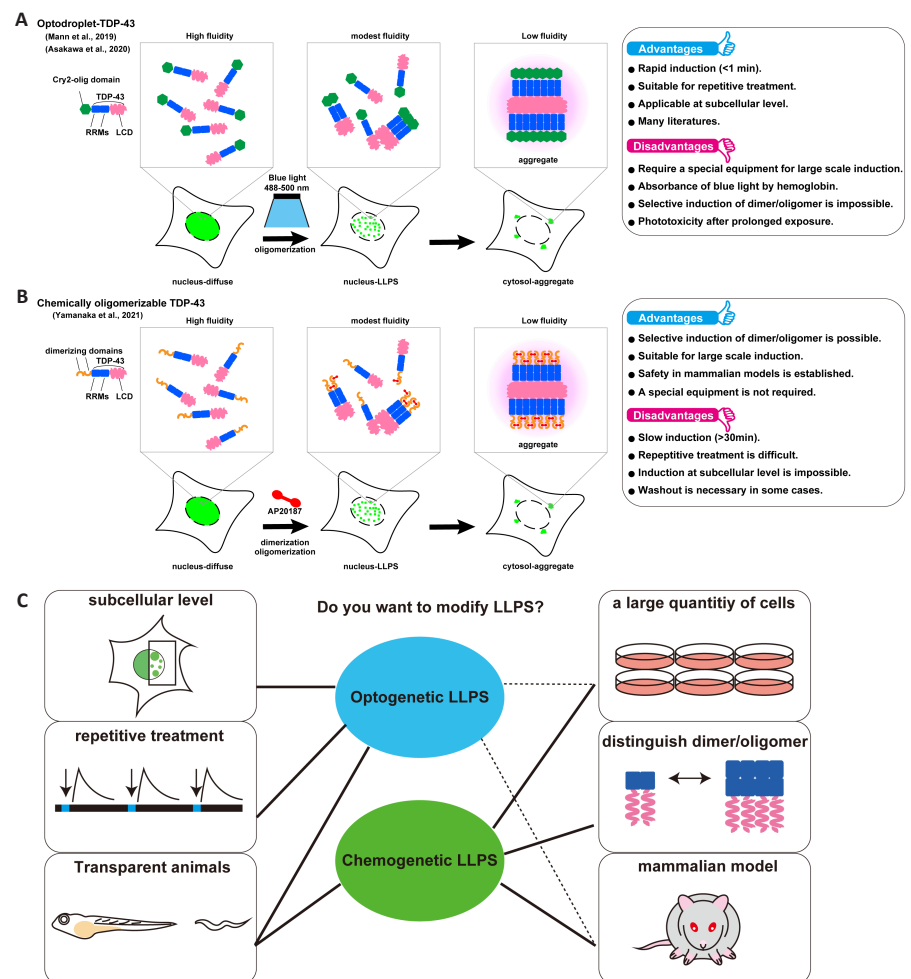 A
Optodroplet-TDP-43
(Mann et al., 2019)
(Asakawa et al., 2020)
Cry2-olig domain
TDP-43
RRMs LCD
High fluidity
modest fluidity
Low fluidity
aggregate
Blue light
488-500 nm
oligomerization
nucleus-diffuse
nucleus-LLPS
cytosol-aggregate
Advantages
● Rapid induction (<1 min).
● Suitable for repetitive treatment.
● Applicable at subcellular level.
● Many literatures.
Disadvantages
● Require a special equipment for large scale induction.
● Absorbance of blue light by hemoglobin.
● Selective induction of dimer/oligomer is impossible.
● Phototoxicity after prolonged exposure.
B
Chemically oligomerizable TDP-43
(Yamanaka et al., 2021)
dimerizing domains
TDP-43
RRMs LCD
High fluidity
modest fluidity
Low fluidity
aggregate
AP20187
dimerization
oligomerization
nucleus-diffuse
nucleus-LLPS
cytosol-aggregate
Advantages
● Selective induction of dimer/oligomer is possible.
● Suitable for large scale induction.
● Safety in mammalian models is established.
● A special equipment is not required.
Disadvantages
● Slow induction (>30min).
● Repeptitive treatment is difficult.
● Induction at subcellular level is impossible.
● Washout is necessary in some cases.
C
subcellular level
repetitive treatment
Transparent animals
Do you want to modify LLPS?
Optogenetic LLPS
Chemogenetic LLPS
a large quantitiy of cells
distinguish dimer/oligomer
mammalian model